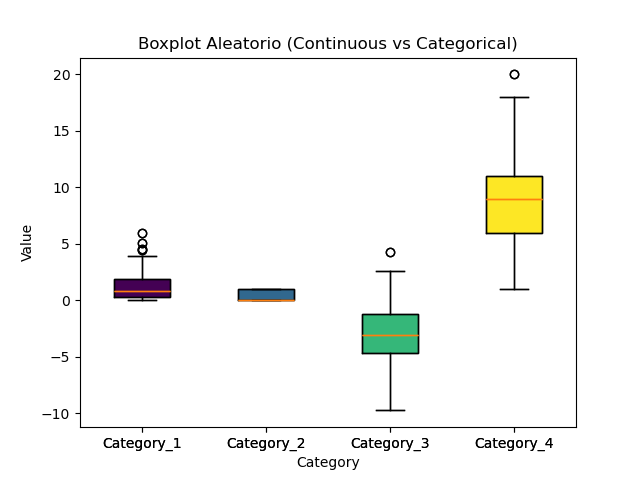 Boxplot Aleatorio (Continuous vs Categorical)
20
15
10
5
0
−5
−10
Value
Category_1 Category_2 Category_3 Category_4
Category